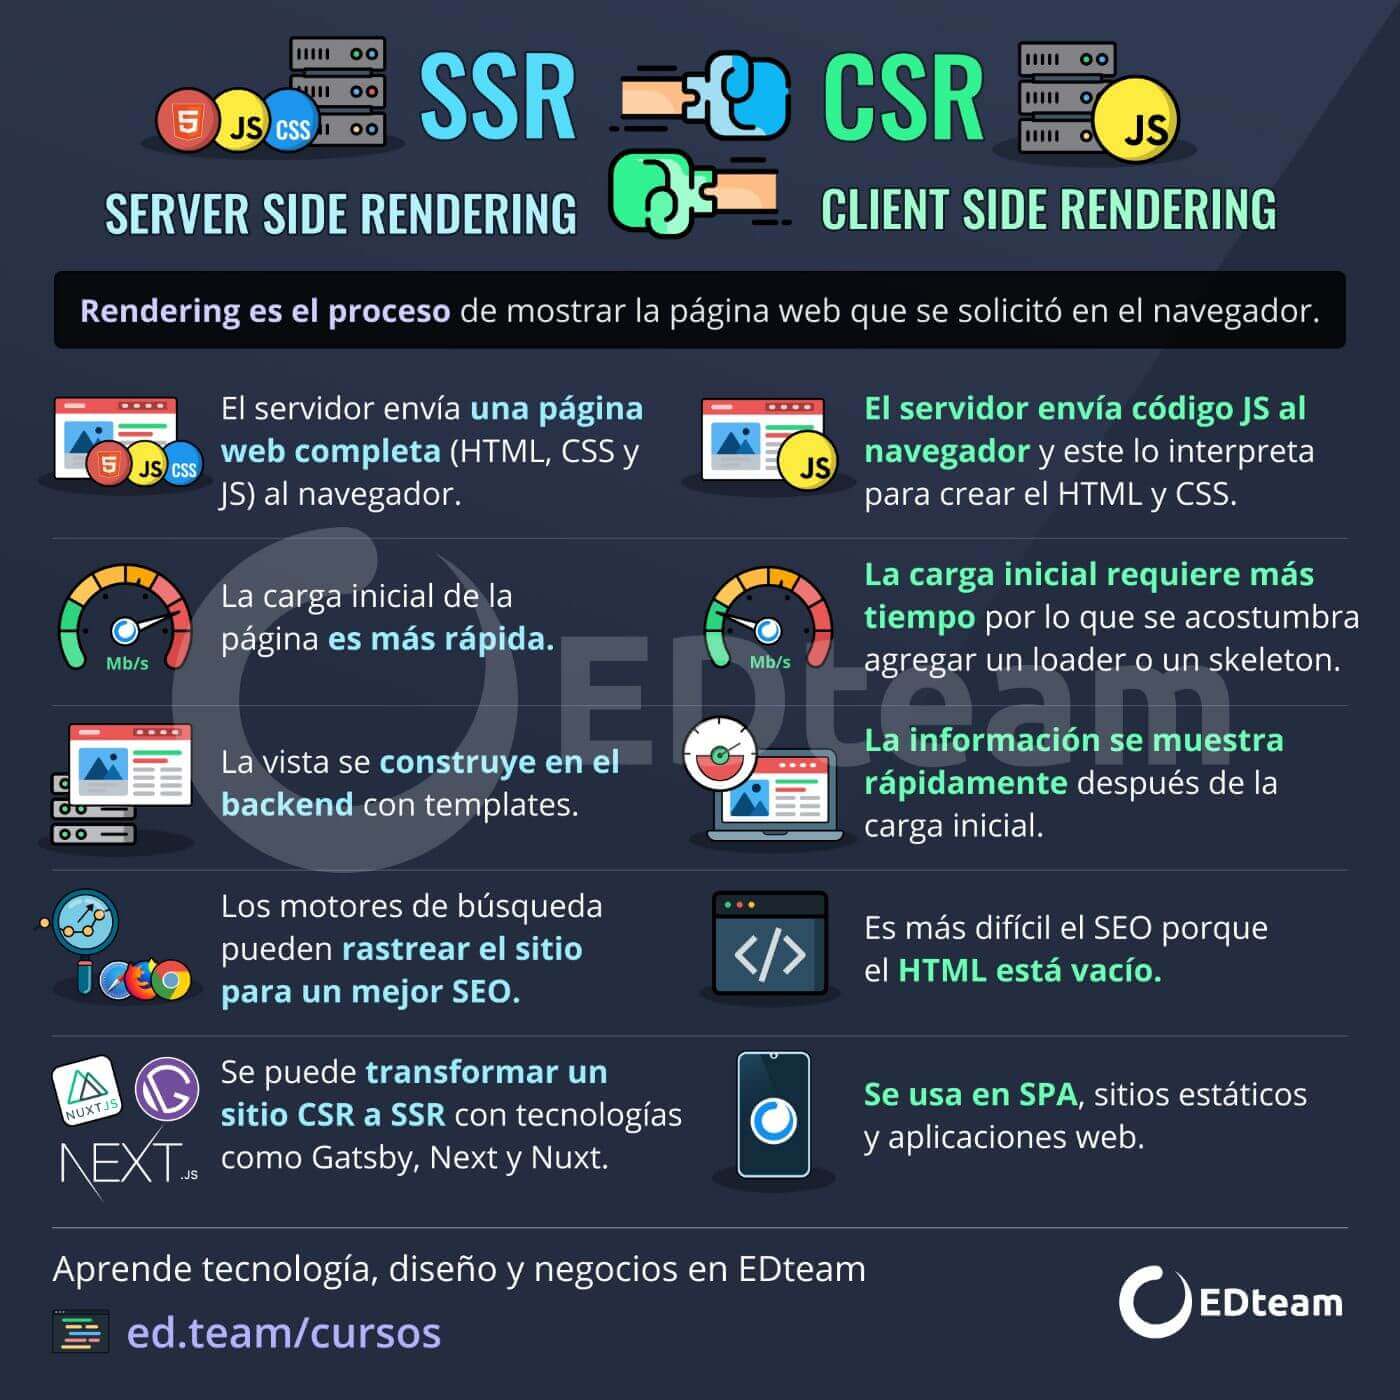 SSR
SERVER SIDE RENDERING
CSR
CLIENT SIDE RENDERING
5 JS CSS
JS
Rendering es el proceso de mostrar la página web que se solicitó en el navegador.
5 JS CSS
El servidor envía una página
web completa (HTML, CSS y
JS) al navegador.
JS
El servidor envía código JS al
navegador y este lo interpreta
para crear el HTML y CSS.
Mb/s
La carga inicial de la
página es más rápida.
Mb/s
La carga inicial requiere más
tiempo por lo que se acostumbra
agregar un loader o un skeleton.
EDteam
La vista se construye en el
backend con templates.
La información se muestra
rápidamente después de la
carga inicial.
Los motores de búsqueda
pueden rastrear el sitio
para un mejor SEO.
</>
Es más difícil el SEO porque
el HTML está vacío.
NUXTJS
NEXT.JS
Se puede transformar un
sitio CSR a SSR con tecnologías
como Gatsby, Next y Nuxt.
Se usa en SPA, sitios estáticos
y aplicaciones web.
Aprende tecnología, diseño y negocios en EDteam
ed.team/cursos
EDteam